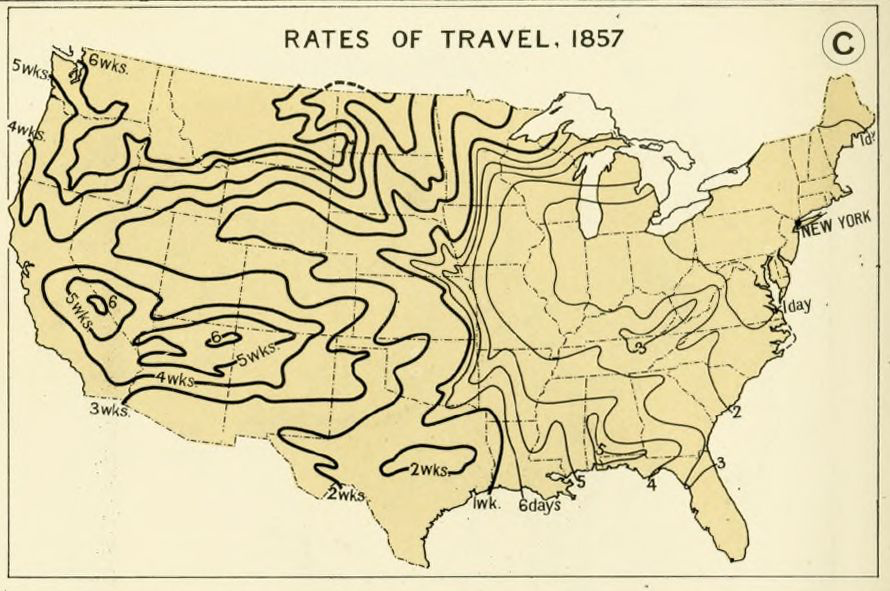 RATES OF TRAVEL, 1857
C
6wks.
5wks.
4wks.
1d.
NEW YORK
5wks.
6
1day
6
5wks.
3
4wks.
3wks.
2
5
3
2wks.
2wks.
1wk.
6days
5
4